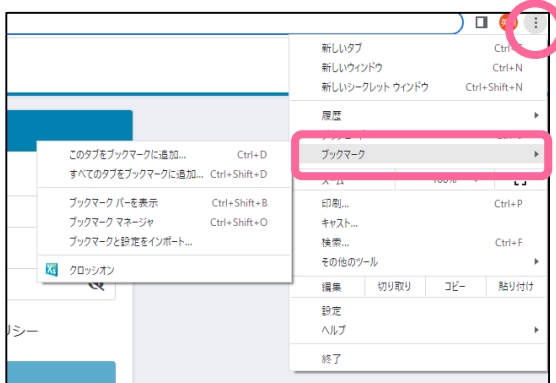 新しいタブ
新しいウィンドウ Ctrl+N
新しいシークレット ウィンドウ Ctrl+Shift+N
履歴
ブックマーク
印刷... Ctrl+P
キャスト...
検索... Ctrl+F
その他のツール
編集 切り取り コピー 貼り付け
設定
ヘルプ
終了
このタブをブックマークに追加... Ctrl+D
すべてのタブをブックマークに追加... Ctrl+Shift+D
ブックマーク バーを表示 Ctrl+Shift+B
ブックマーク マネージャ Ctrl+Shift+O
ブックマークと設定をインポート...
クロッシオン
リシー